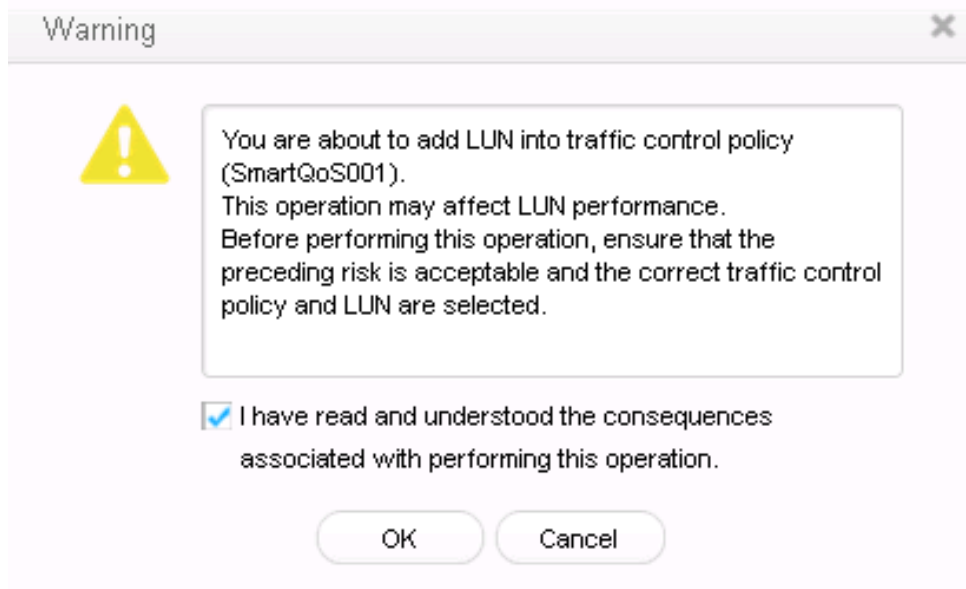 Warning
You are about to add LUN into traffic control policy
(SmartQoS001).
This operation may affect LUN performance.
Before performing this operation, ensure that the
preceding risk is acceptable and the correct traffic control
policy and LUN are selected.
I have read and understood the consequences
associated with performing this operation.
OK
Cancel